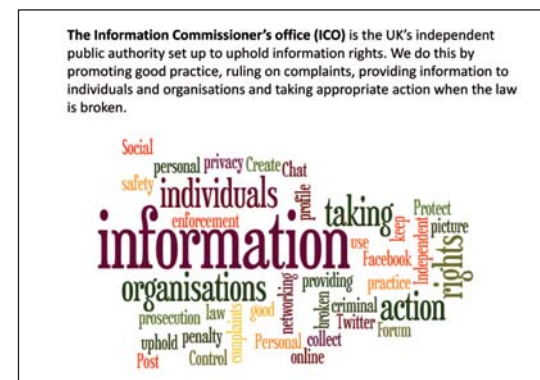 The Information Commissioner’s office (ICO) is the UK’s independent
public authority set up to uphold information rights. We do this by
promoting good practice, ruling on complaints, providing information to
individuals and organisations and taking appropriate action when the law
is broken.
Social
personal privacy Create Chat
safety individuals profile taking Protect
enforcement keep Independent picture
information use Facebook rights
organisations networking providing practice
prosecution law complaints good broken criminal action
uphold penalty Personal collect Twitter Forum
Post Control online